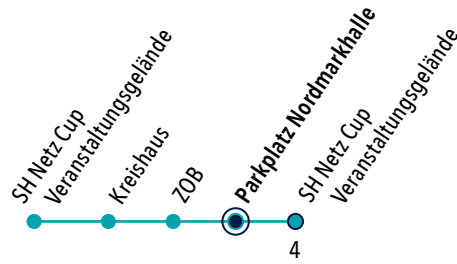 SH Netz Cup
Veranstaltungsgelände
Kreishaus
ZOB
Parkplatz Nordmarkhalle
SH Netz Cup
Veranstaltungsgelände
4